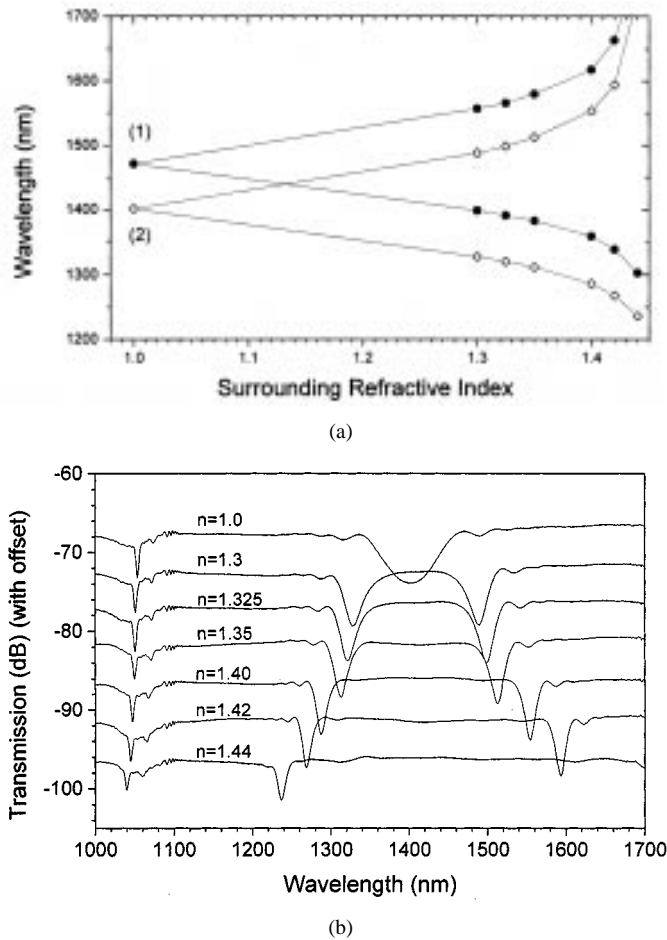 1700
1600
1500
1400
1300
1200
Wavelength (nm)
(1)
(2)
1.0 1.1 1.2 1.3 1.4
Surrounding Refractive Index
(a)
-60
-70
-80
-90
-100
Transmission (dB) (with offset)
n=1.0
n=1.3
n=1.325
n=1.35
n=1.40
n=1.42
n=1.44
1000 1100 1200 1300 1400 1500 1600 1700
Wavelength (nm)
(b)